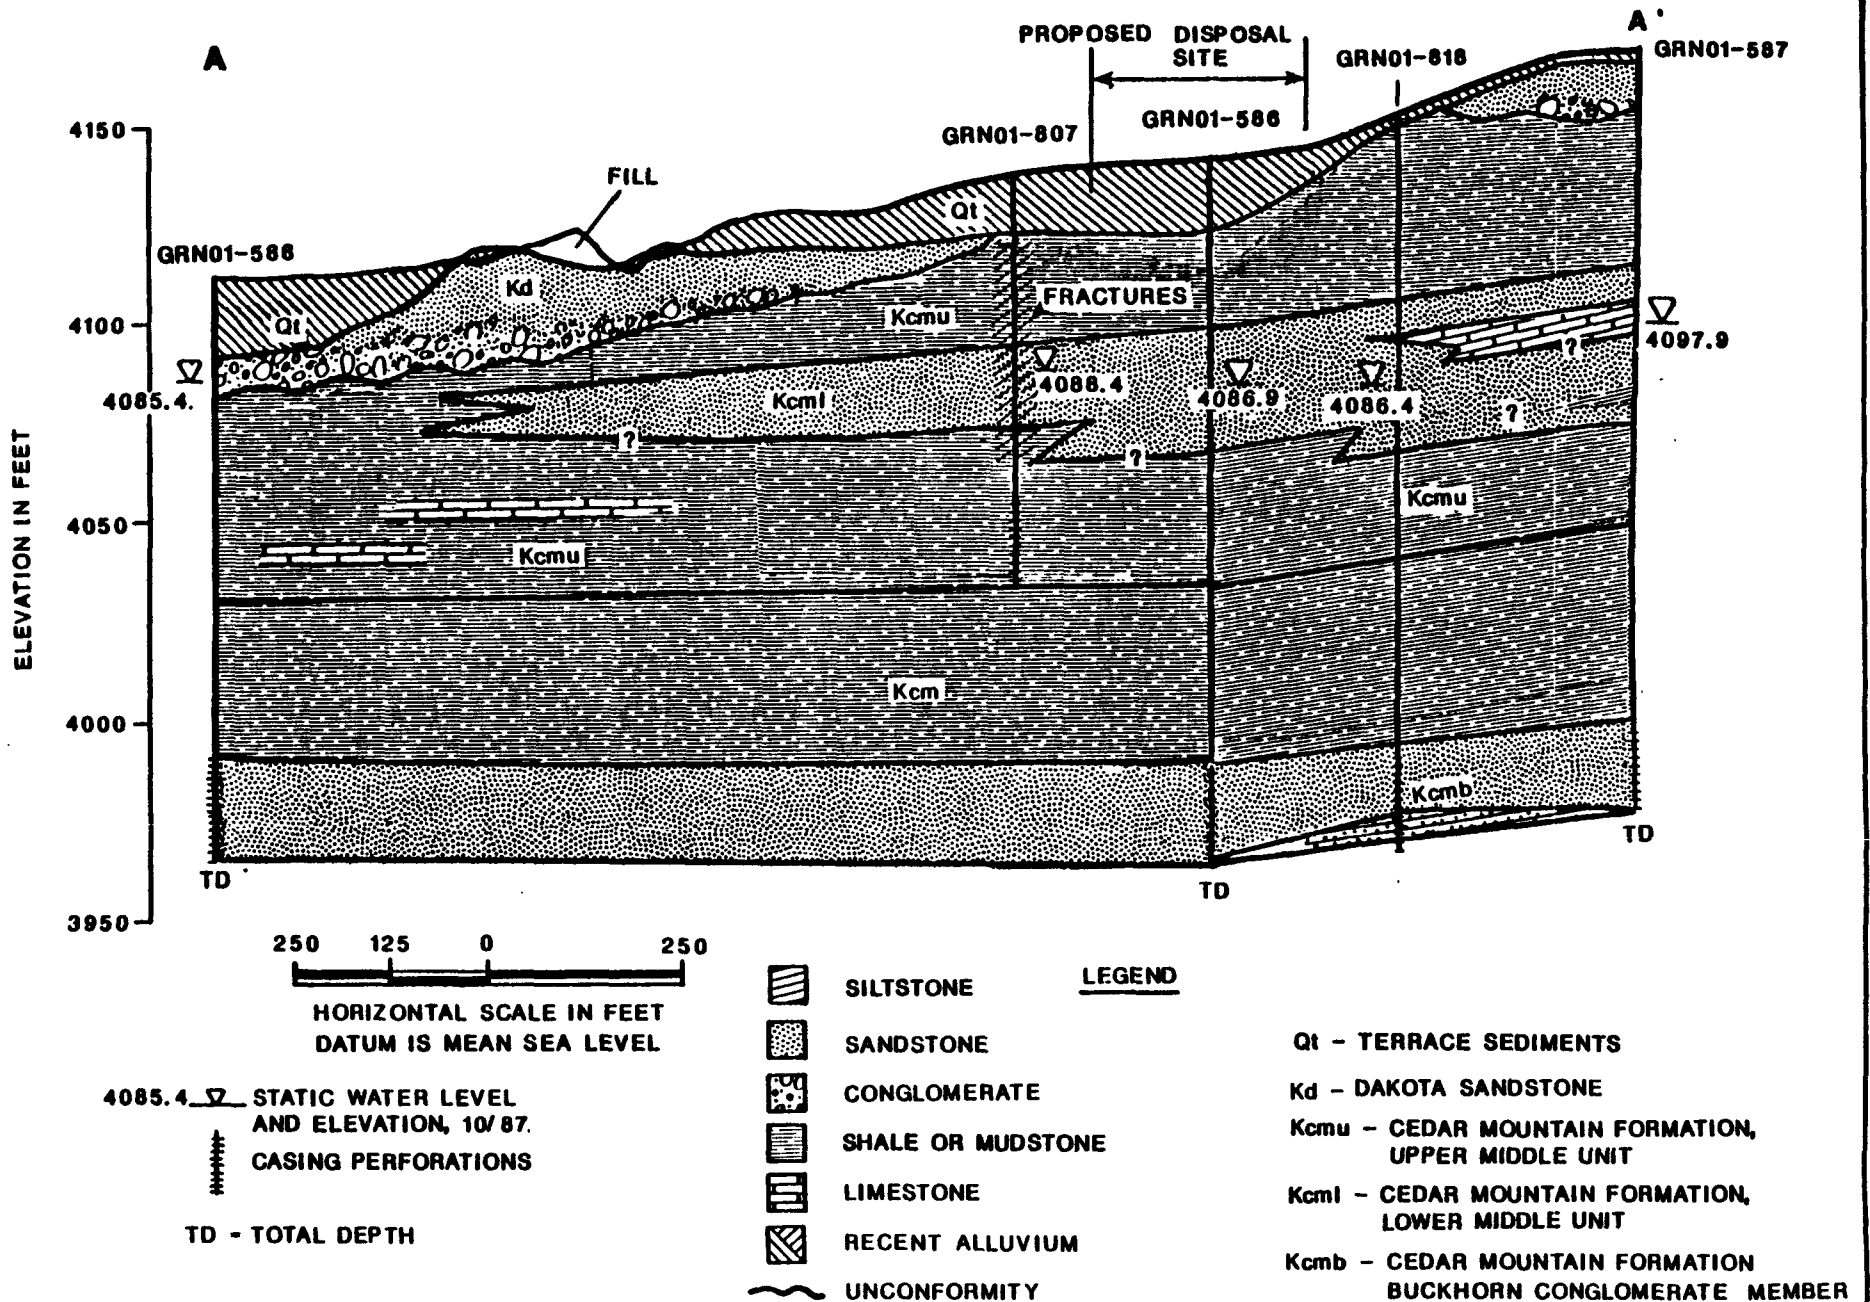 A
A'
PROPOSED DISPOSAL
SITE
GRN01-818
GRN01-587
GRN01-807
GRN01-586
4150
FILL
Qt
GRN01-586
Kd
FRACTURES
4100
Qt
Kcmu
4097.9
?
4088.4
4086.9
4086.4
4085.4.
Kcml
?
?
?
ELEVATION IN FEET
4050
Kcmu
Kcmu
Kcm
4000
Kcmb
TD
TD
TD
3950
250 125 0 250
HORIZONTAL SCALE IN FEET
DATUM IS MEAN SEA LEVEL
4085.4 STATIC WATER LEVEL
AND ELEVATION, 10/87.
CASING PERFORATIONS
TD - TOTAL DEPTH
LEGEND
SILTSTONE
SANDSTONE
CONGLOMERATE
SHALE OR MUDSTONE
LIMESTONE
RECENT ALLUVIUM
UNCONFORMITY
Qt - TERRACE SEDIMENTS
Kd - DAKOTA SANDSTONE
Kcmu - CEDAR MOUNTAIN FORMATION,
UPPER MIDDLE UNIT
Kcml - CEDAR MOUNTAIN FORMATION,
LOWER MIDDLE UNIT
Kcmb - CEDAR MOUNTAIN FORMATION
BUCKHORN CONGLOMERATE MEMBER